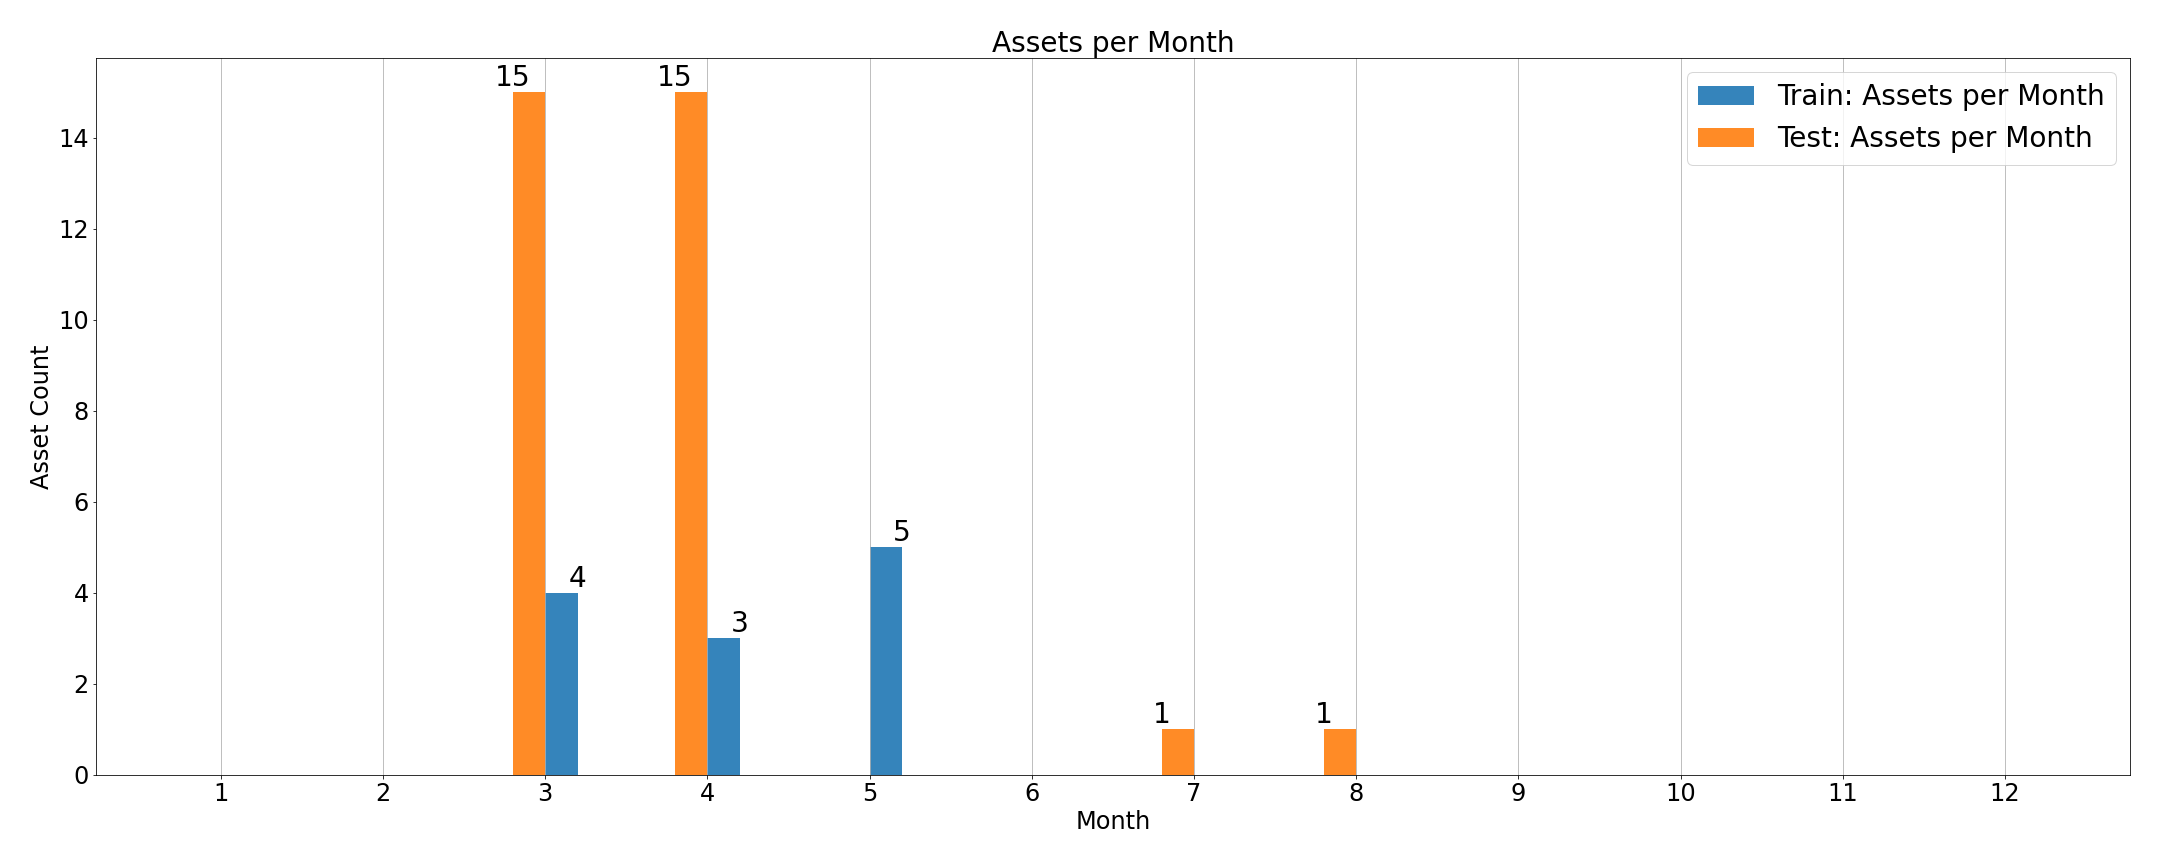 Assets per Month
15 15
Train: Assets per Month
Test: Assets per Month
14
12
10
8
6
4
2
0
5
4
3
1 1
Asset Count
1 2 3 4 5 6 7 8 9 10 11 12
Month